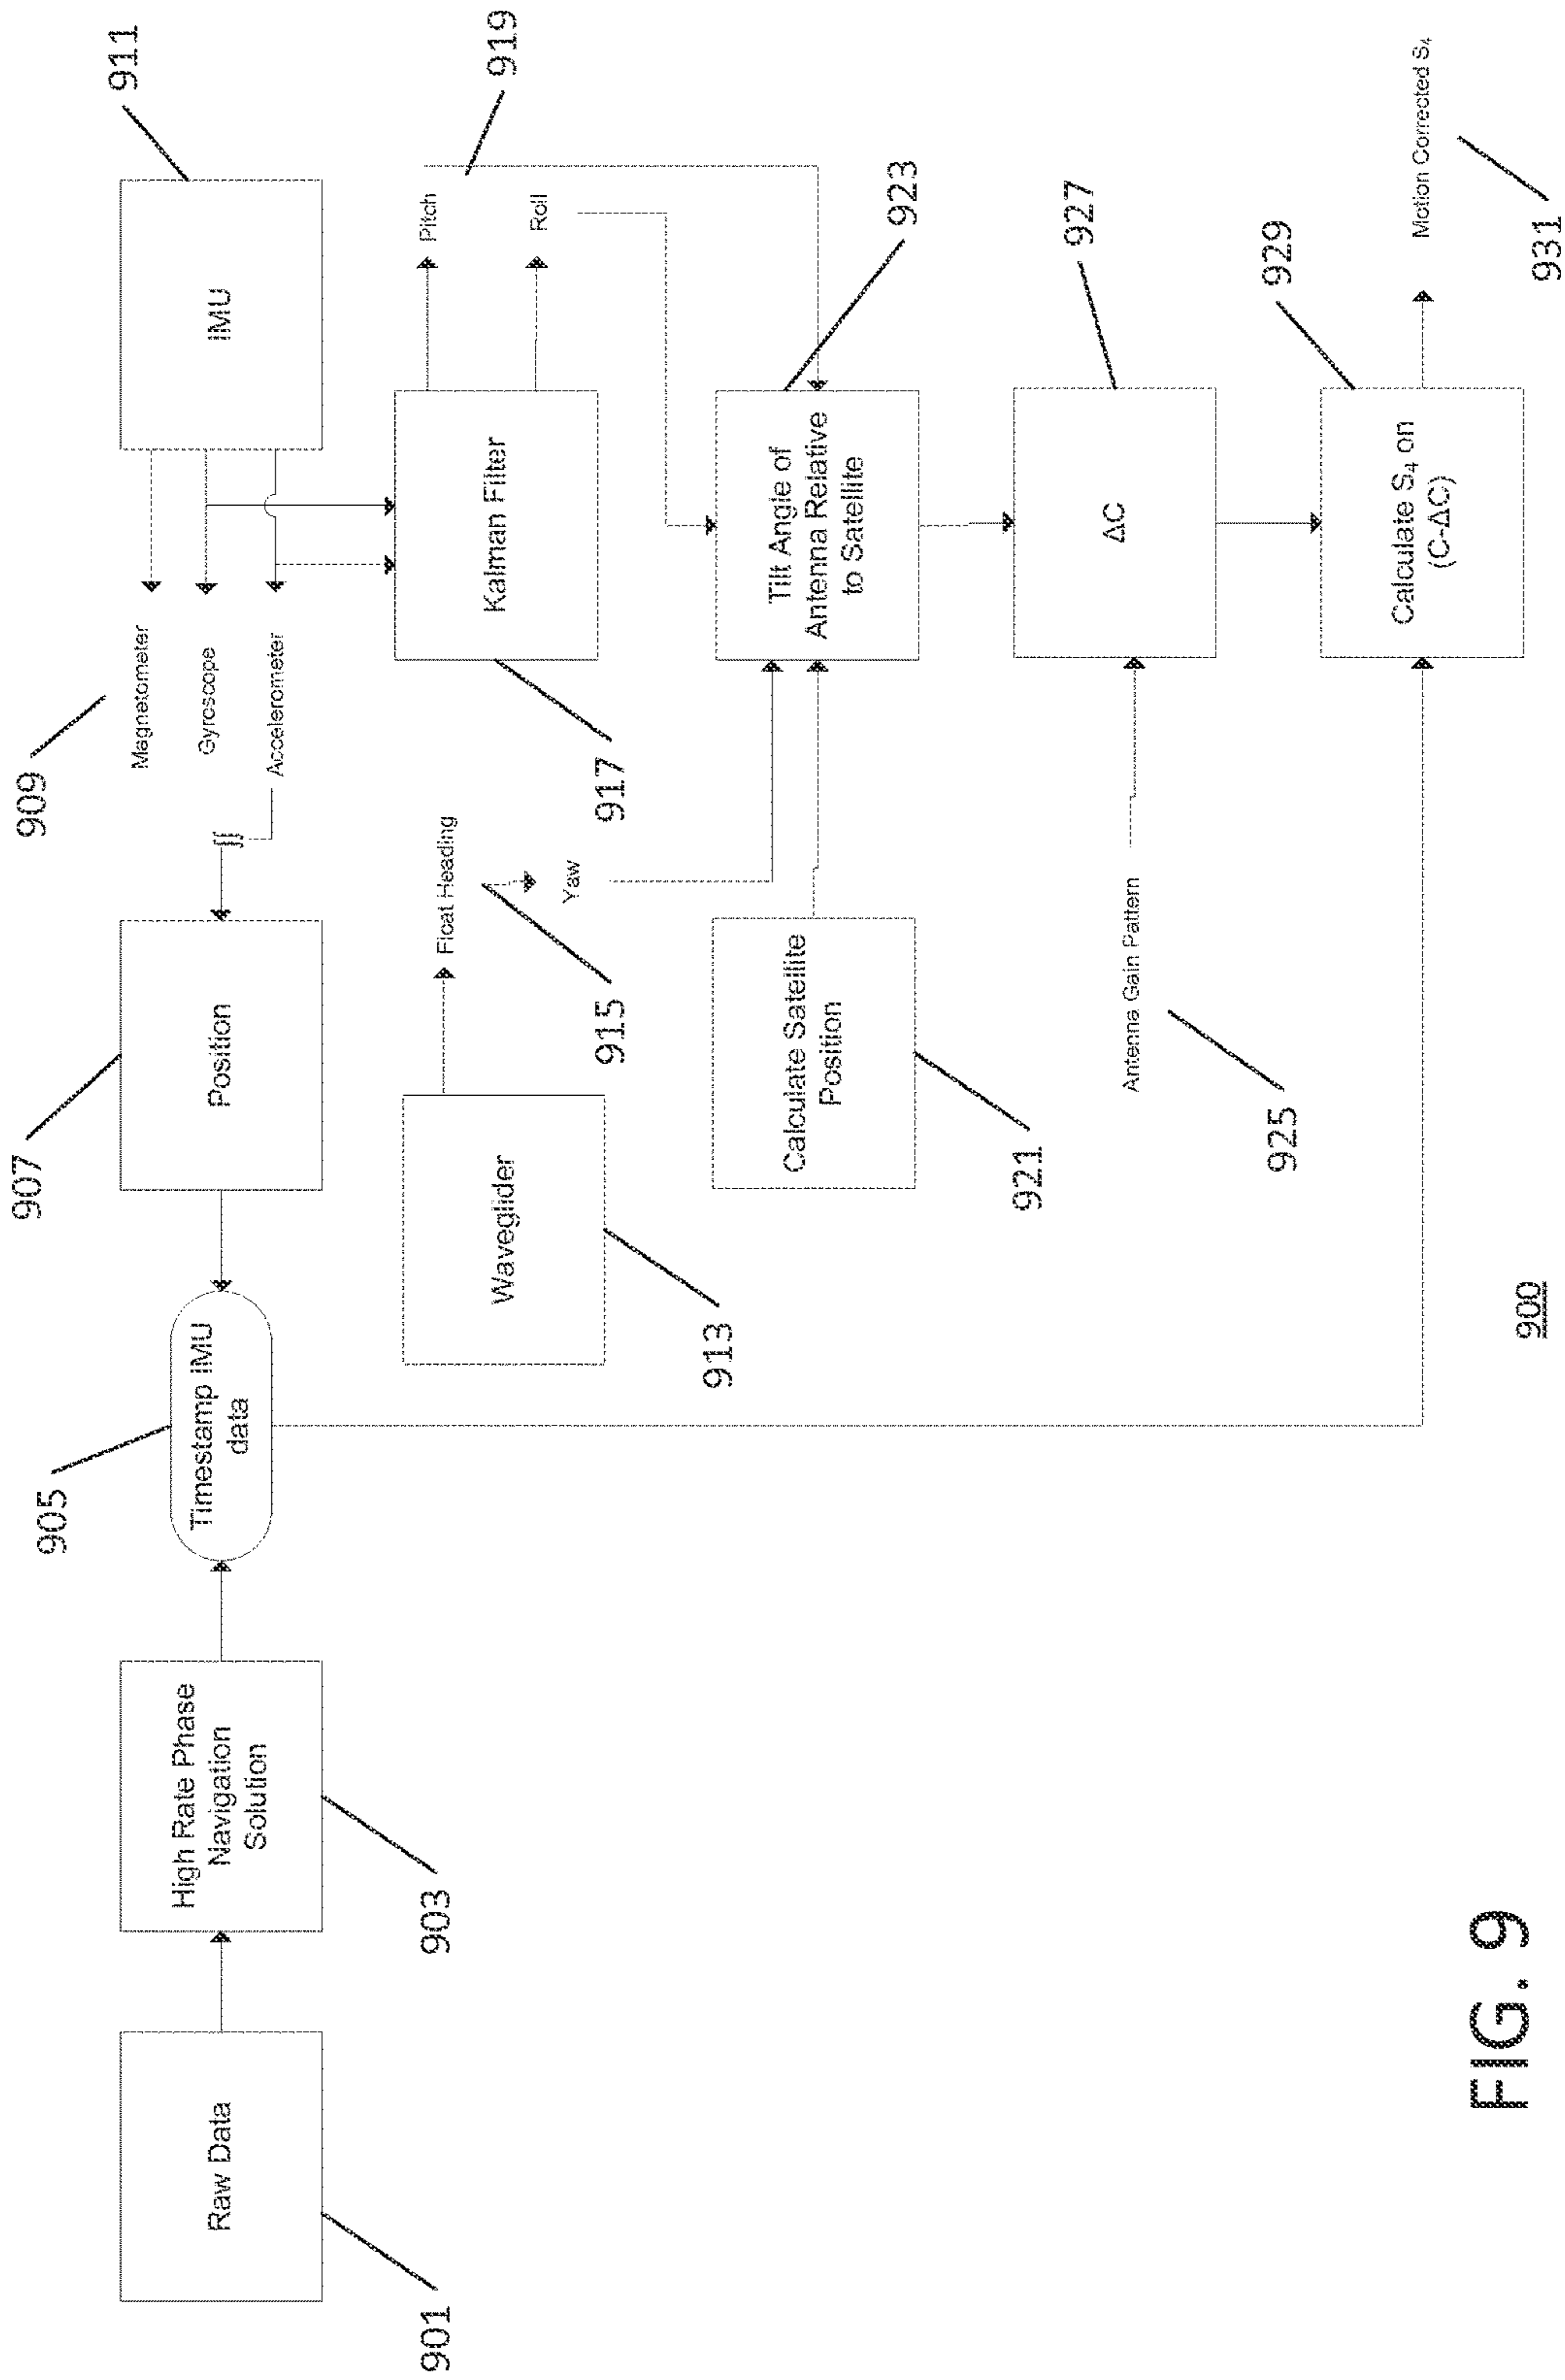 Raw Data
901
High Rate Phase
Navigation
Solution
903
Timestamp IMU
data
905
Position
907
∫∫
Magnetometer
Gyroscope
Accelerometer
909
IMU
911
Waveglider
913
Float Heading
Yaw
915
Kalman Filter
917
Pitch
Roll
919
Calculate Satellite
Position
921
Tilt Angle of
Antenna Relative
to Satellite
923
Antenna Gain Pattern
925
ΔC
927
Calculate S₄ on
(C-ΔC)
929
Motion Corrected S₄
931
900
FIG. 9